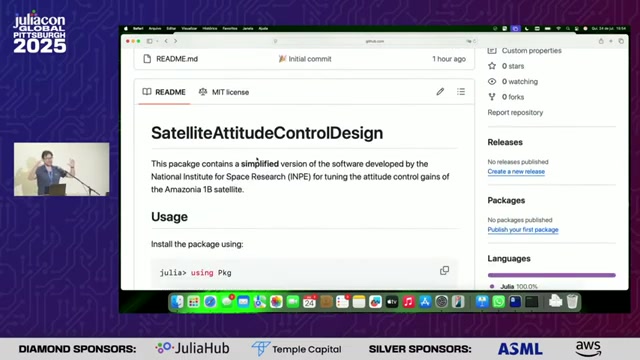 juliacon
GLOBAL
PITTSBURGH
2025
Safari Arquivo Editar Visualizar Histórico Favoritos Janela Ajuda
github.com
README.md
Initial commit
1 hour ago
README
MIT license
SatelliteAttitudeControlDesign
This pacakge contains a simplified version of the software developed by the
National Institute for Space Research (INPE) for tuning the attitude control gains of
the Amazonia 1B satellite.
Usage
Install the package using:
julia> using Pkg
Custom properties
0 stars
0 watching
0 forks
Report repository
Releases
No releases published
Create a new release
Packages
No packages published
Publish your first package
Languages
Julia 100.0%
24
DIAMOND SPONSORS:
JuliaHub
Temple Capital
SILVER SPONSORS:
ASML
aws